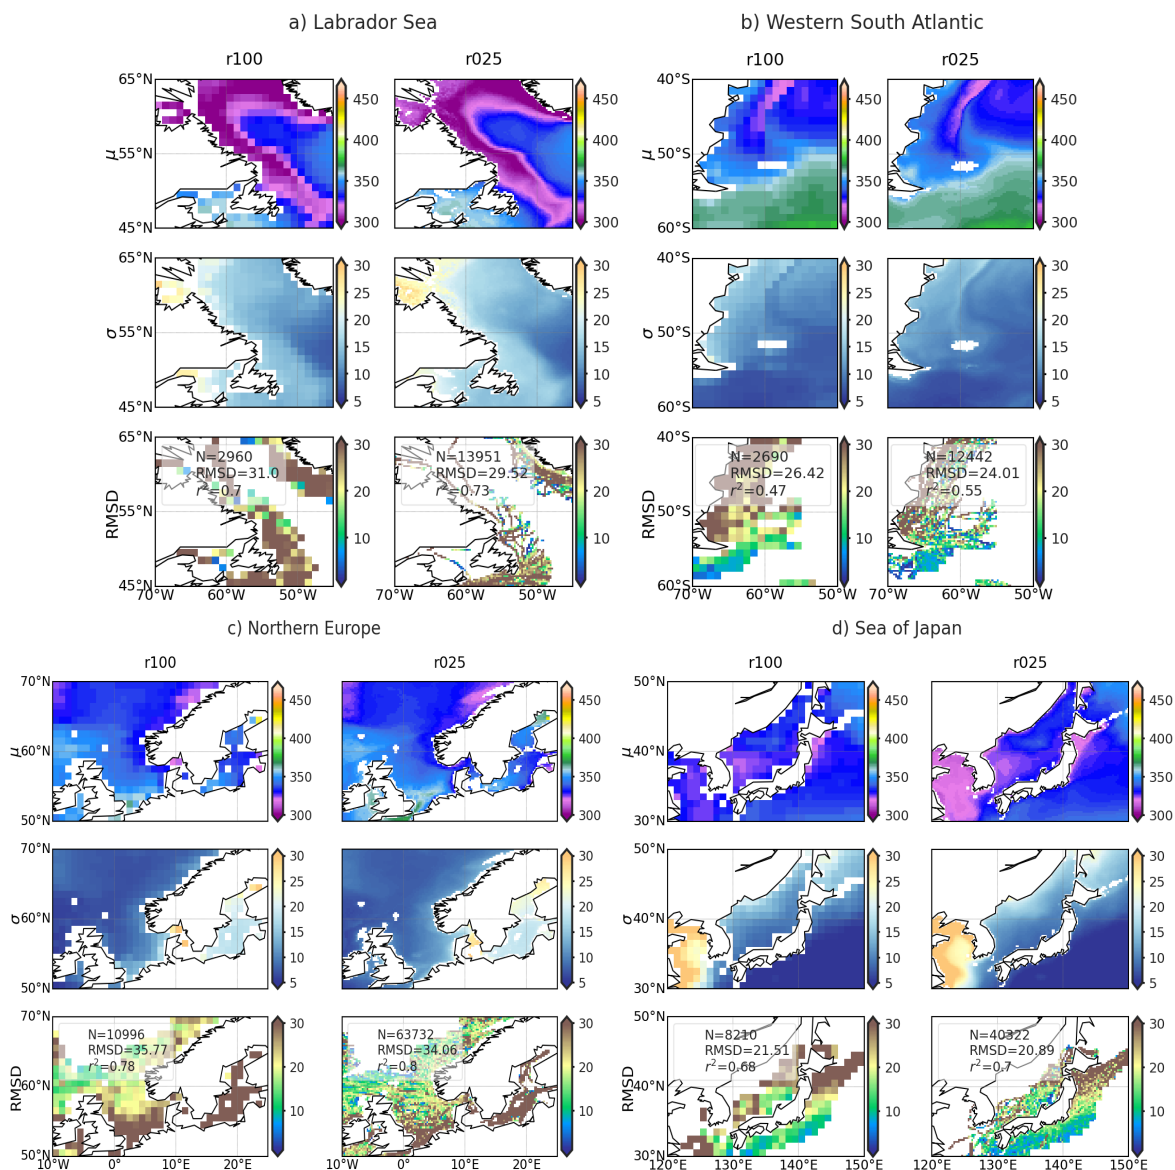 a) Labrador Sea
b) Western South Atlantic
r100
r025
r100
r025
65°N
55°N
45°N
μ
450
400
350
300
450
400
350
300
40°S
50°S
60°S
μ
450
400
350
300
450
400
350
300
65°N
55°N
45°N
σ
30
25
20
15
10
5
30
25
20
15
10
5
40°S
50°S
60°S
σ
30
25
20
15
10
5
30
25
20
15
10
5
65°N
55°N
45°N
RMSD
N=2960
RMSD=31.0
r²=0.7
30
20
10
N=13951
RMSD=29.52
r²=0.73
30
20
10
40°S
50°S
60°S
RMSD
N=2690
RMSD=26.42
r²=0.47
30
20
10
N=12442
RMSD=24.01
r²=0.55
30
20
10
70°W
60°W
50°W
70°W
60°W
50°W
70°W
60°W
50°W
70°W
60°W
50°W
c) Northern Europe
d) Sea of Japan
r100
r025
r100
r025
70°N
60°N
50°N
μ
450
400
350
300
450
400
350
300
50°N
40°N
30°N
μ
450
400
350
300
450
400
350
300
70°N
60°N
50°N
σ
30
25
20
15
10
5
30
25
20
15
10
5
50°N
40°N
30°N
σ
30
25
20
15
10
5
30
25
20
15
10
5
70°N
60°N
50°N
RMSD
N=10996
RMSD=35.77
r²=0.78
30
20
10
N=63732
RMSD=34.06
r²=0.8
30
20
10
50°N
40°N
30°N
RMSD
N=8210
RMSD=21.51
r²=0.68
30
20
10
N=40322
RMSD=20.89
r²=0.7
30
20
10
10°W
0°
10°E
20°E
10°W
0°
10°E
20°E
120°E
130°E
140°E
150°E
120°E
130°E
140°E
150°E